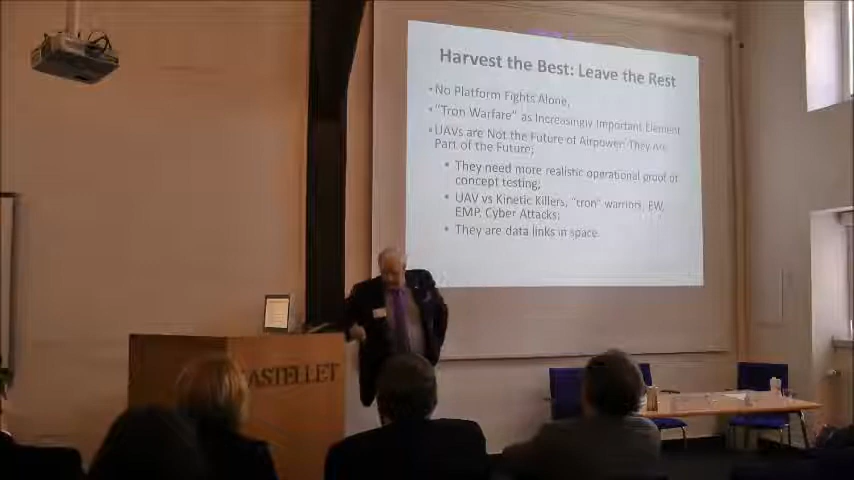 Harvest the Best: Leave the Rest
•No Platform Fights Alone,
•"Tron Warfare" as Increasingly Important Element
•UAVs are Not the Future of Airpower: They Are
Part of the Future;
• They need more realistic operational proof of
concept testing;
• UAV vs Kinetic Killers, "tron" warriors, EW,
EMP, Cyber Attacks;
• They are data links in space.
ASTELLET